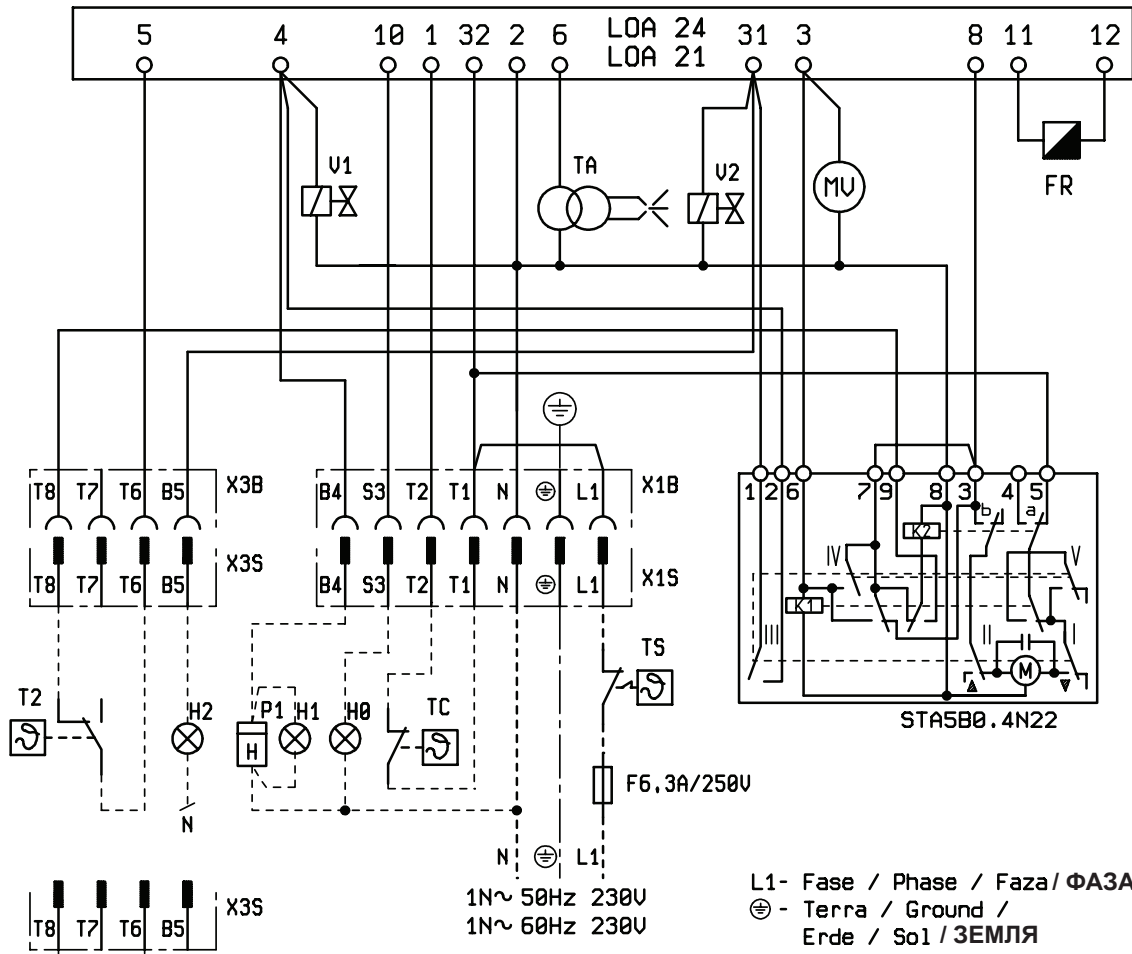 LOA 24
LOA 21
5 4 10 1 32 2 6 31 3 8 11 12
V1 TA V2 MV FR
T8 T7 T6 B5 X3B
B4 S3 T2 T1 N L1 X1B
1 2 6 7 9 8 3 4 5
X3S
T8 T7 T6 B5
B4 S3 T2 T1 N L1 X1S
b a
K2
IV V
K1
III II I
M
STA5B0.4N22
T2 H2 P1 H1 H0 TC TS
H
N
F6,3A/250V
N L1
1N~ 50Hz 230V
1N~ 60Hz 230V
X3S
T8 T7 T6 B5
L1- Fase / Phase / Faza / ФАЗА
- Terra / Ground /
Erde / Sol / ЗЕМЛЯ